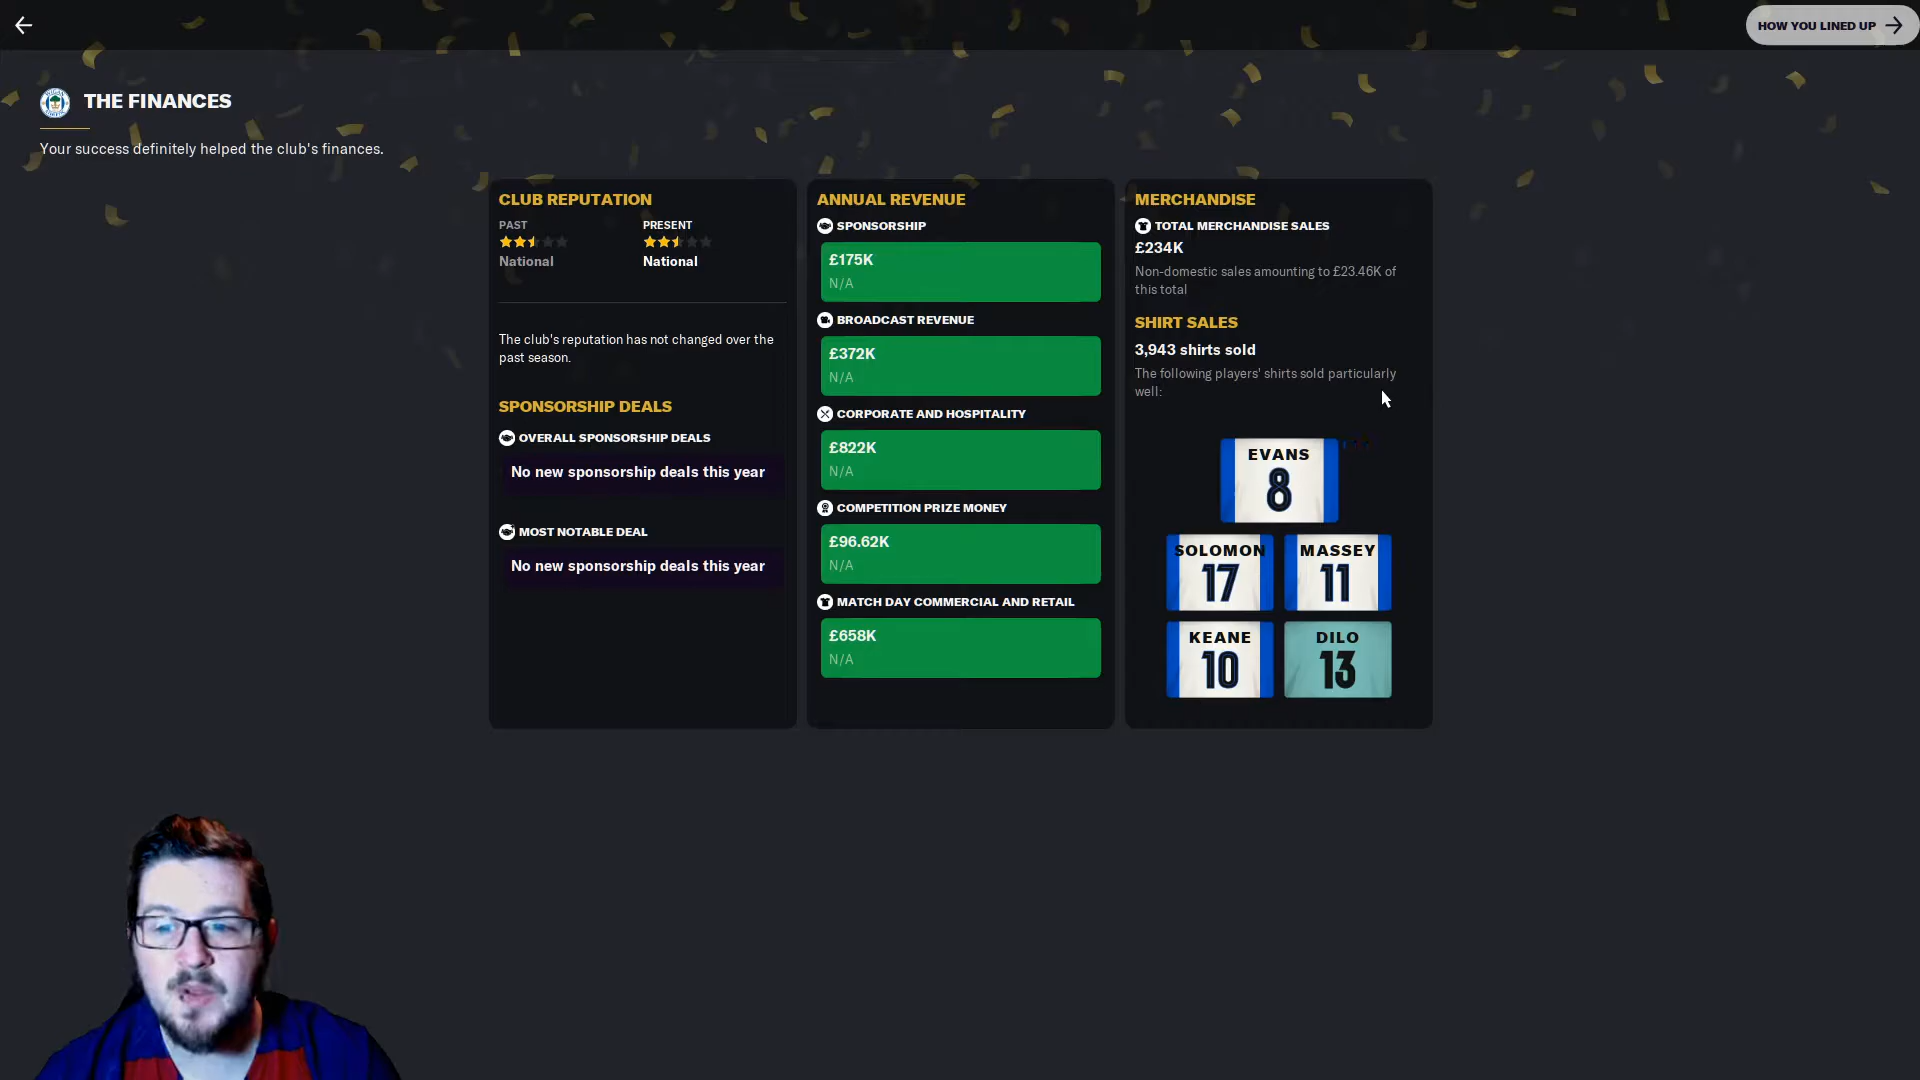 HOW YOU LINED UP
THE FINANCES
Your success definitely helped the club's finances.
CLUB REPUTATION
PAST
PRESENT
National
National
The club's reputation has not changed over the
past season.
SPONSORSHIP DEALS
OVERALL SPONSORSHIP DEALS
No new sponsorship deals this year
MOST NOTABLE DEAL
No new sponsorship deals this year
ANNUAL REVENUE
SPONSORSHIP
£175K
N/A
BROADCAST REVENUE
£372K
N/A
CORPORATE AND HOSPITALITY
£822K
N/A
COMPETITION PRIZE MONEY
£96.62K
N/A
MATCH DAY COMMERCIAL AND RETAIL
£658K
N/A
MERCHANDISE
TOTAL MERCHANDISE SALES
£234K
Non-domestic sales amounting to £23.46K of
this total
SHIRT SALES
3,943 shirts sold
The following players' shirts sold particularly
well:
EVANS
8
SOLOMON
17
MASSEY
11
KEANE
10
DILO
13